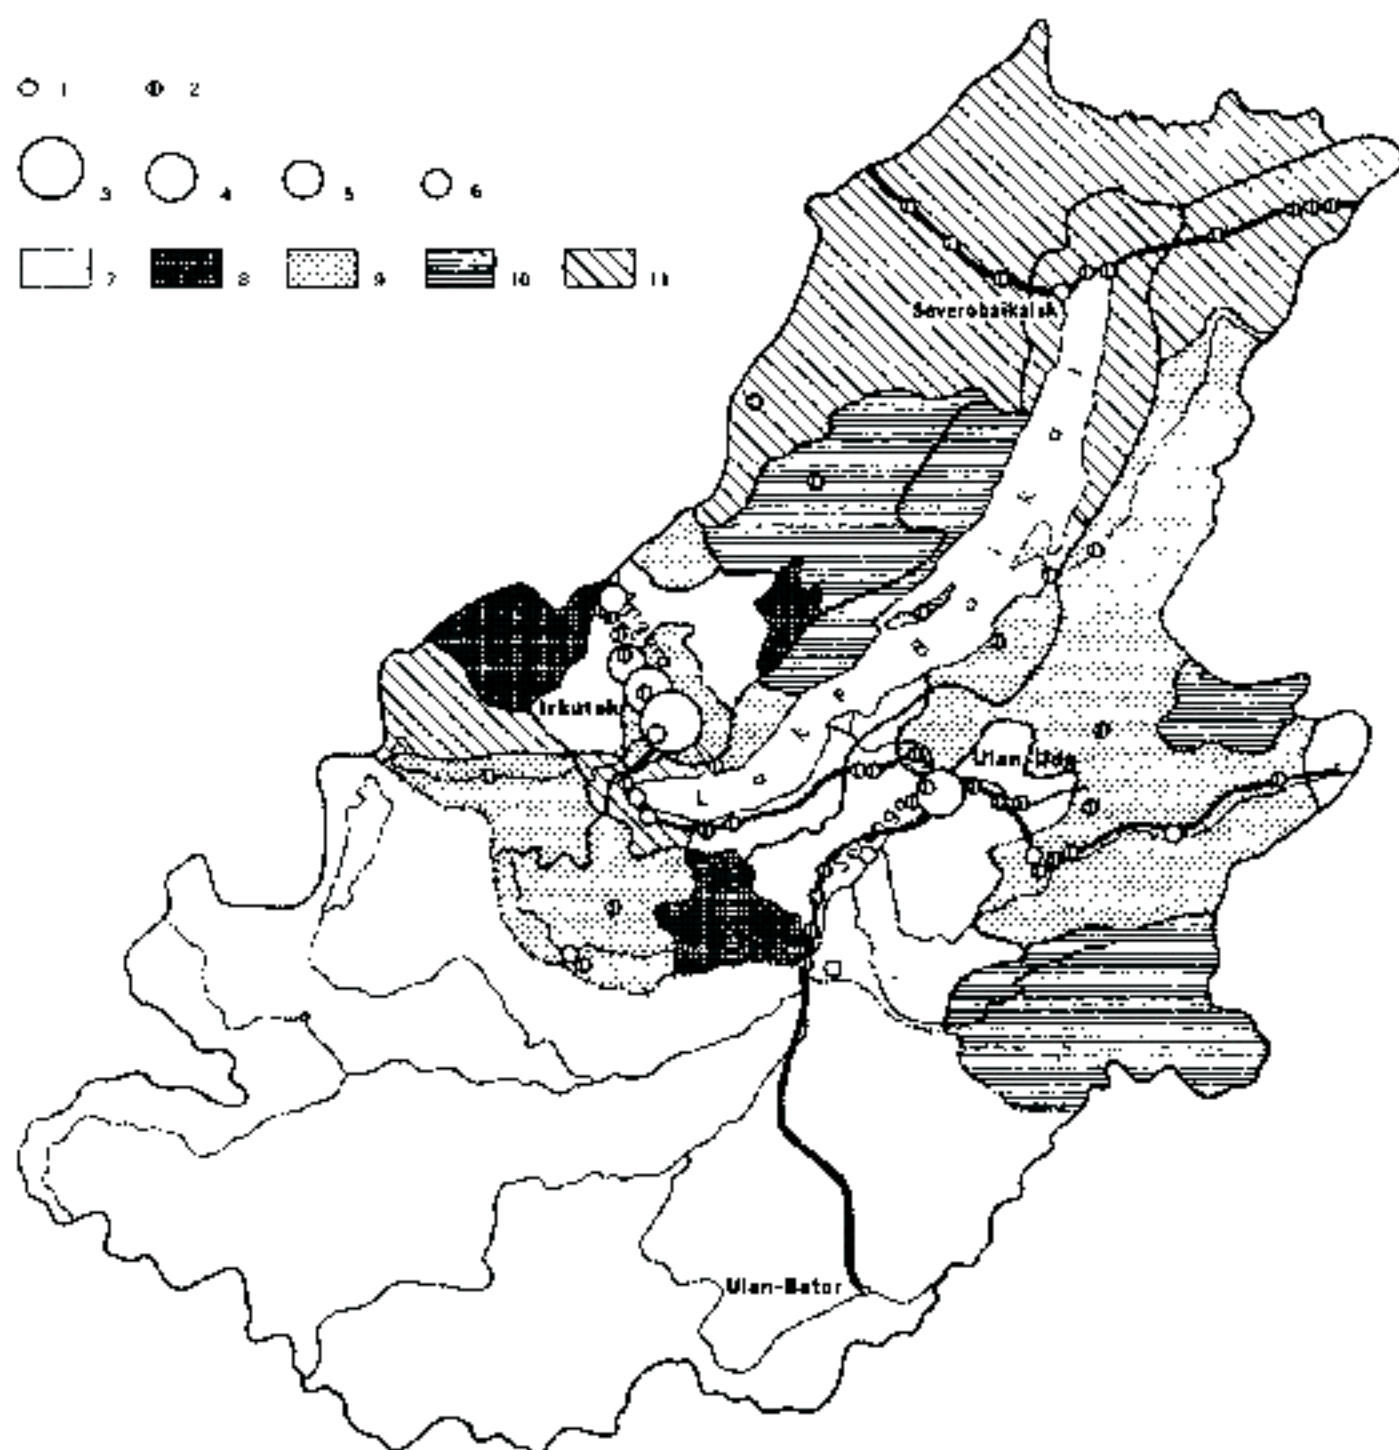 1 2
3 4 5 6
7 8 9 10 11
Severobaikalsk
Irkutsk
Ulan-Ude
Ulan-Bator